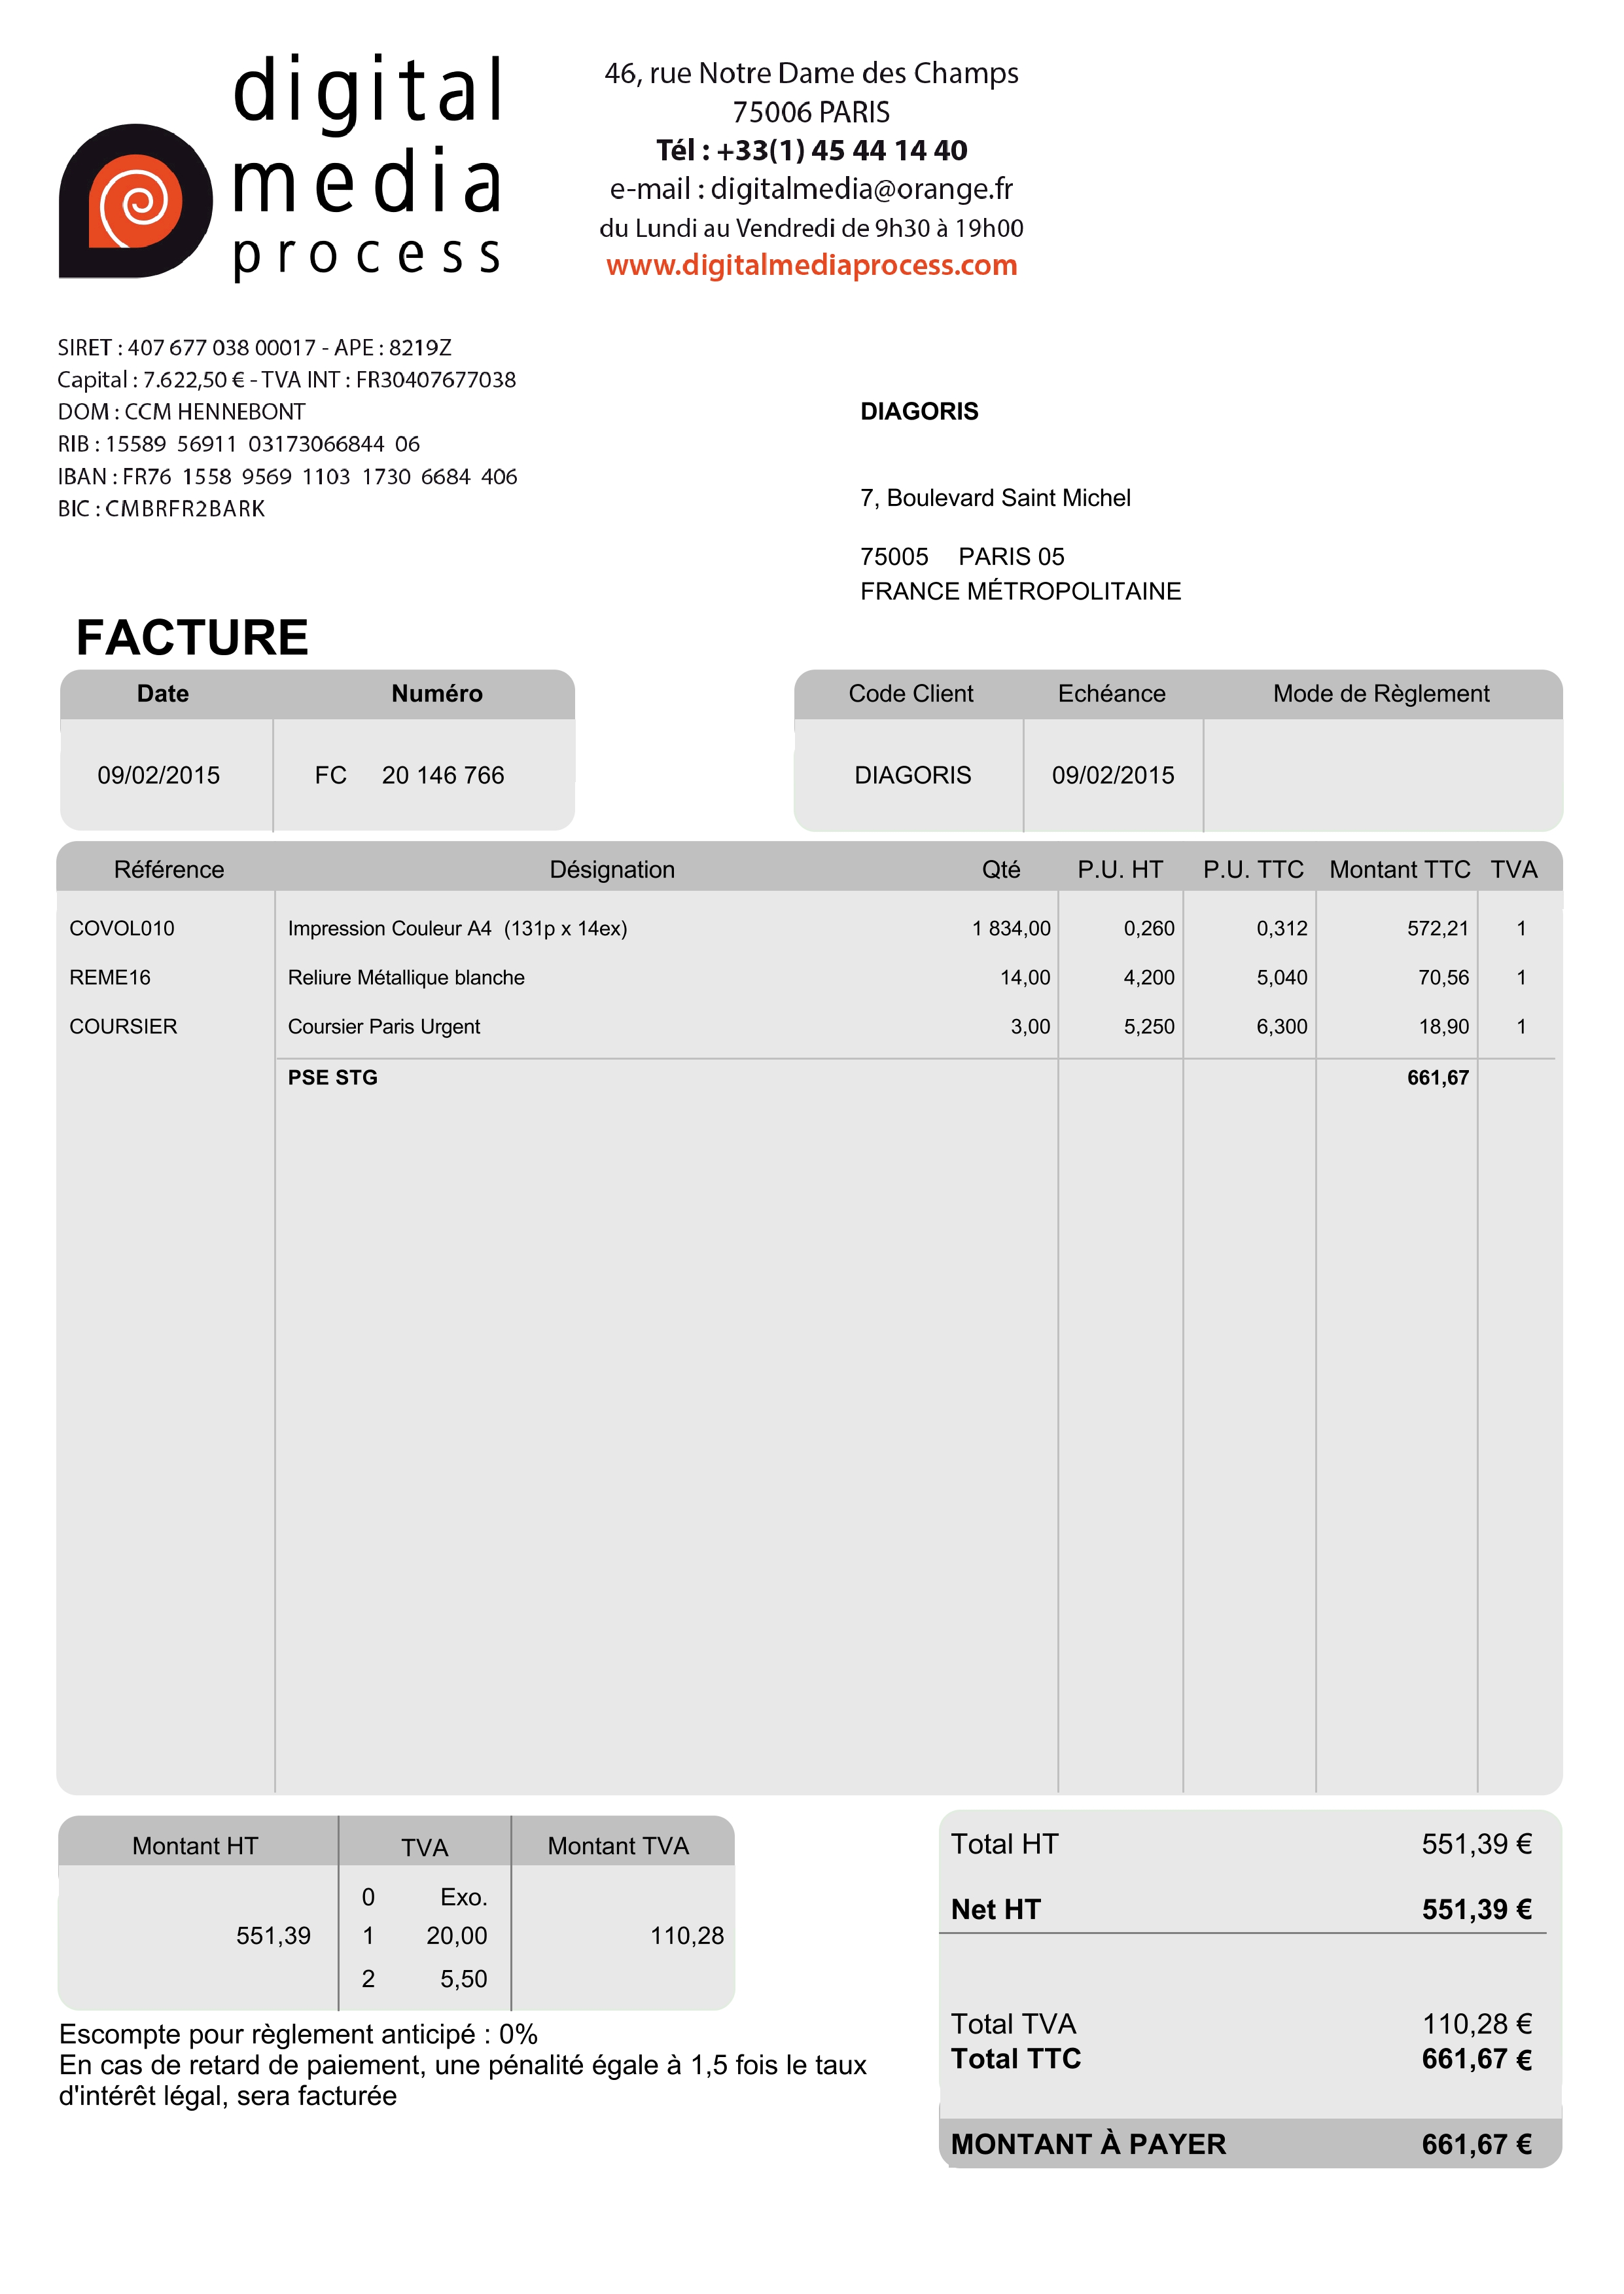 digital
media
process
46, rue Notre Dame des Champs
75006 PARIS
Tél : +33(1) 45 44 14 40
e-mail : digitalmedia@orange.fr
du Lundi au Vendredi de 9h30 à 19h00
www.digitalmediaprocess.com
SIRET : 407 677 038 00017 - APE : 8219Z
Capital : 7.622,50 € - TVA INT : FR30407677038
DOM : CCM HENNEBONT
RIB : 15589 56911 03173066844 06
IBAN : FR76 1558 9569 1103 1730 6684 406
BIC : CMBRFR2BARK
DIAGORIS
7, Boulevard Saint Michel
75005 PARIS 05
FRANCE MÉTROPOLITAINE
FACTURE
Date Numéro
09/02/2015 FC 20 146 766
Code Client Echéance Mode de Règlement
DIAGORIS 09/02/2015
Référence Désignation Qté P.U. HT P.U. TTC Montant TTC TVA
COVOL010 Impression Couleur A4 (131p x 14ex) 1 834,00 0,260 0,312 572,21 1
REME16 Reliure Métallique blanche 14,00 4,200 5,040 70,56 1
COURSIER Coursier Paris Urgent 3,00 5,250 6,300 18,90 1
PSE STG 661,67
Montant HT TVA Montant TVA
0 Exo.
551,39 1 20,00 110,28
2 5,50
Escompte pour règlement anticipé : 0%
En cas de retard de paiement, une pénalité égale à 1,5 fois le taux
d'intérêt légal, sera facturée
Total HT 551,39 €
Net HT 551,39 €
Total TVA 110,28 €
Total TTC 661,67 €
MONTANT À PAYER 661,67 €